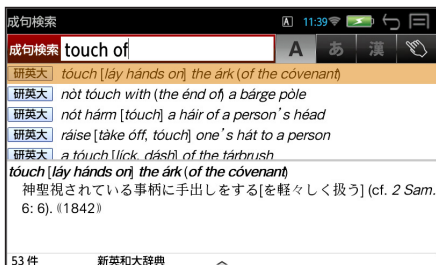 成句検索 A 11:39
成句検索 touch of A あ 漢
研英大 tóuch [láy hánds on] the árk (of the cóvenant)
研英大 nòt tóuch with (the énd of) a bárge pòle
研英大 nót hárm [tóuch] a háir of a person's héad
研英大 ráise [tàke óff, tóuch] one's hát to a person
研英大 a tóuch [líck, dásh] of the tárbrush
tóuch [láy hánds on] the árk (of the cóvenant)
神聖視されている事柄に手出しをする[を軽々しく扱う] (cf. 2 Sam.
6: 6).《1842》
53 件 新英和大辞典